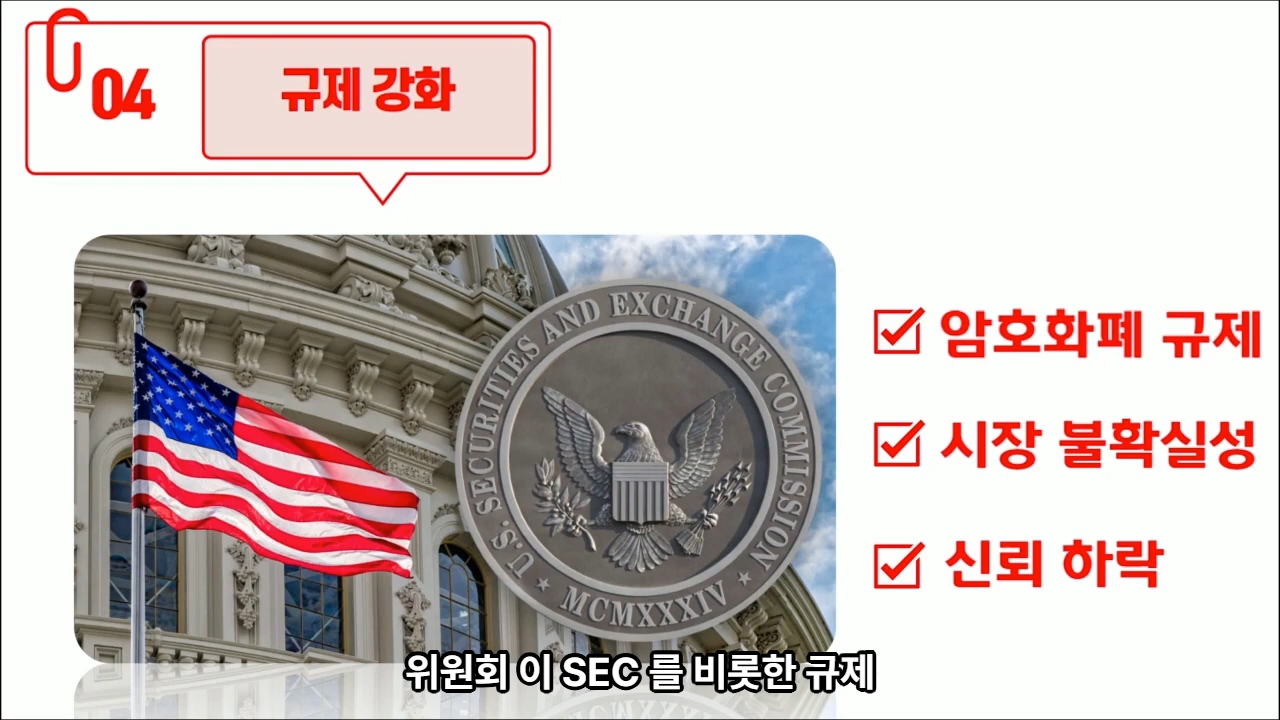 04
규제 강화
U.S. SECURITIES AND EXCHANGE COMMISSION
MCMXXXIV
암호화폐 규제
시장 불확실성
신뢰 하락
위원회 이 SEC 를 비롯한 규제